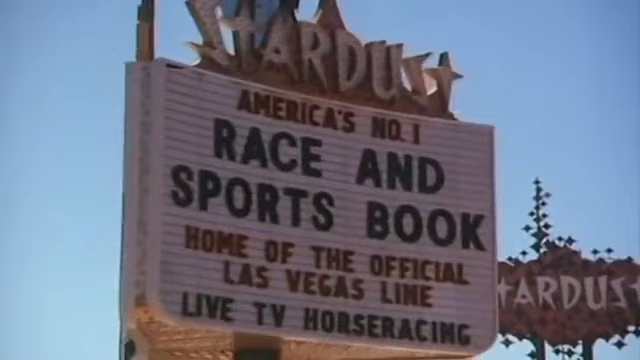 STARDUST
AMERICA'S NO. 1
RACE AND
SPORTS BOOK
HOME OF THE OFFICIAL
LAS VEGAS LINE
LIVE TV HORSERACING
STARDUST